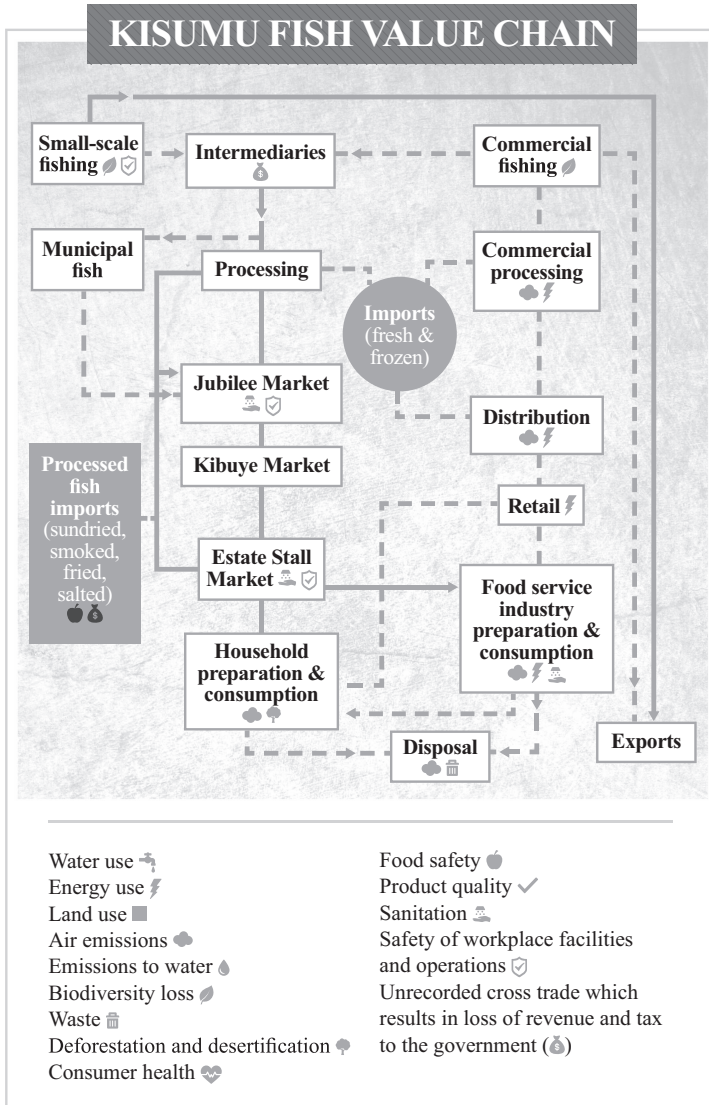 KISUMU FISH VALUE CHAIN
Small-scale
fishing
Intermediaries
Commercial
fishing
Municipal
fish
Processing
Commercial
processing
Imports
(fresh &
frozen)
Jubilee Market
Distribution
Kibuye Market
Processed
fish
imports
(sundried,
smoked,
fried,
salted)
Retail
Estate Stall
Market
Food service
industry
preparation &
consumption
Household
preparation &
consumption
Disposal
Exports
Water use
Energy use
Land use
Air emissions
Emissions to water
Biodiversity loss
Waste
Deforestation and desertification
Consumer health
Food safety
Product quality
Sanitation
Safety of workplace facilities
and operations
Unrecorded cross trade which
results in loss of revenue and tax
to the government ($)